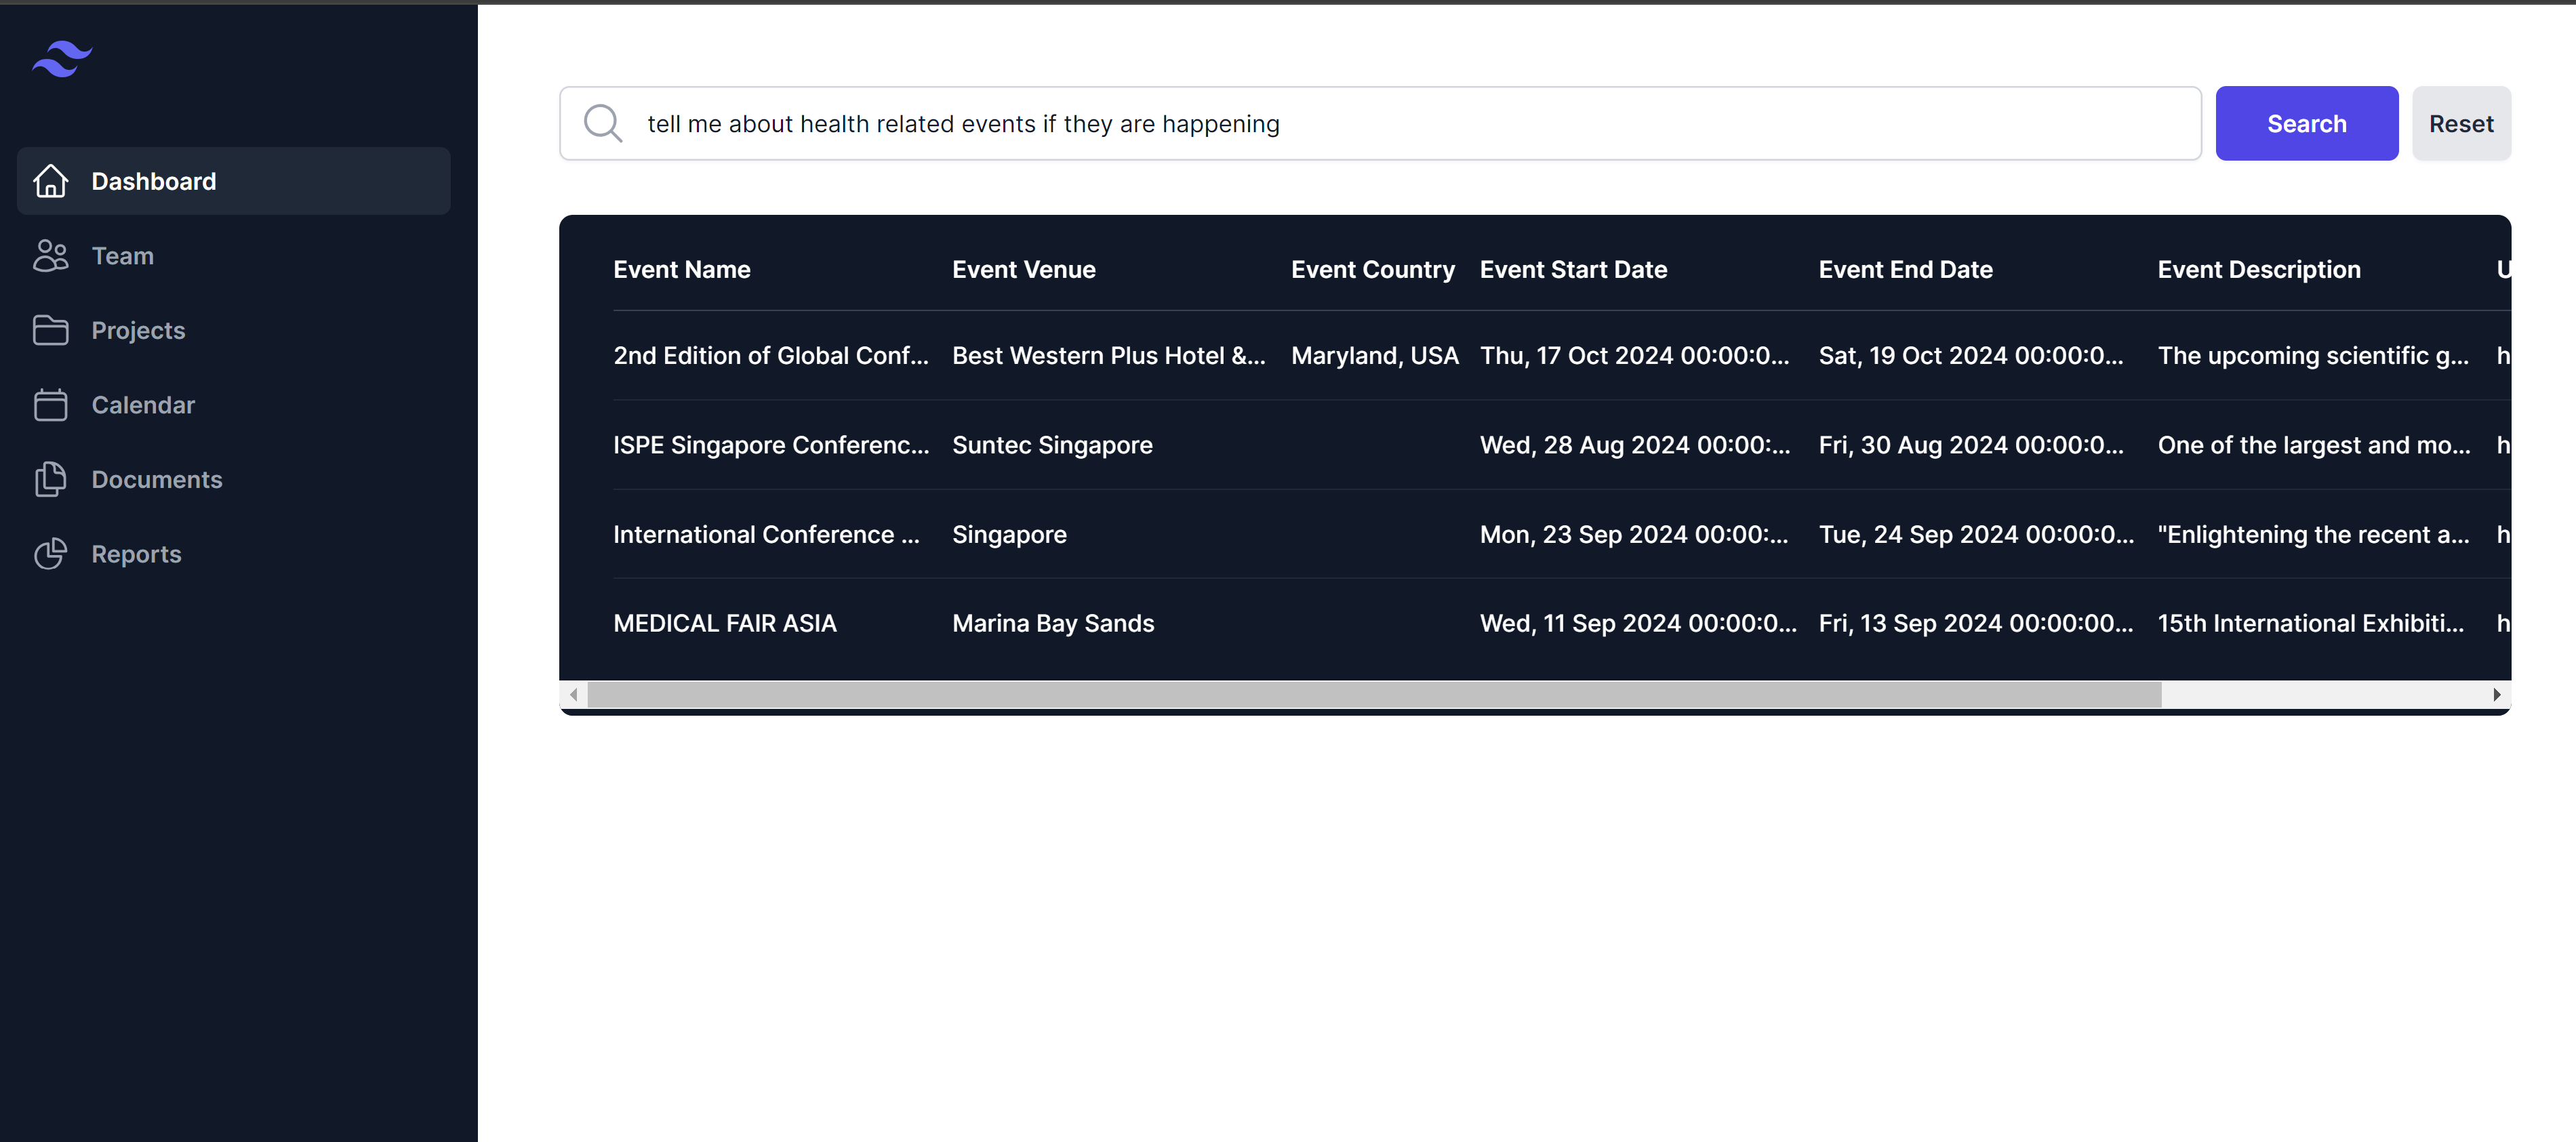 tell me about health related events if they are happening
Search
Reset
Dashboard
Team
Projects
Calendar
Documents
Reports
Event Name Event Venue Event Country Event Start Date Event End Date Event Description U
2nd Edition of Global Conf... Best Western Plus Hotel &... Maryland, USA Thu, 17 Oct 2024 00:00:0... Sat, 19 Oct 2024 00:00:0... The upcoming scientific g... h
ISPE Singapore Conferenc... Suntec Singapore Wed, 28 Aug 2024 00:00:... Fri, 30 Aug 2024 00:00:0... One of the largest and mo... h
International Conference ... Singapore Mon, 23 Sep 2024 00:00:... Tue, 24 Sep 2024 00:00:0... "Enlightening the recent a... h
MEDICAL FAIR ASIA Marina Bay Sands Wed, 11 Sep 2024 00:00:0... Fri, 13 Sep 2024 00:00:00... 15th International Exhibiti... h